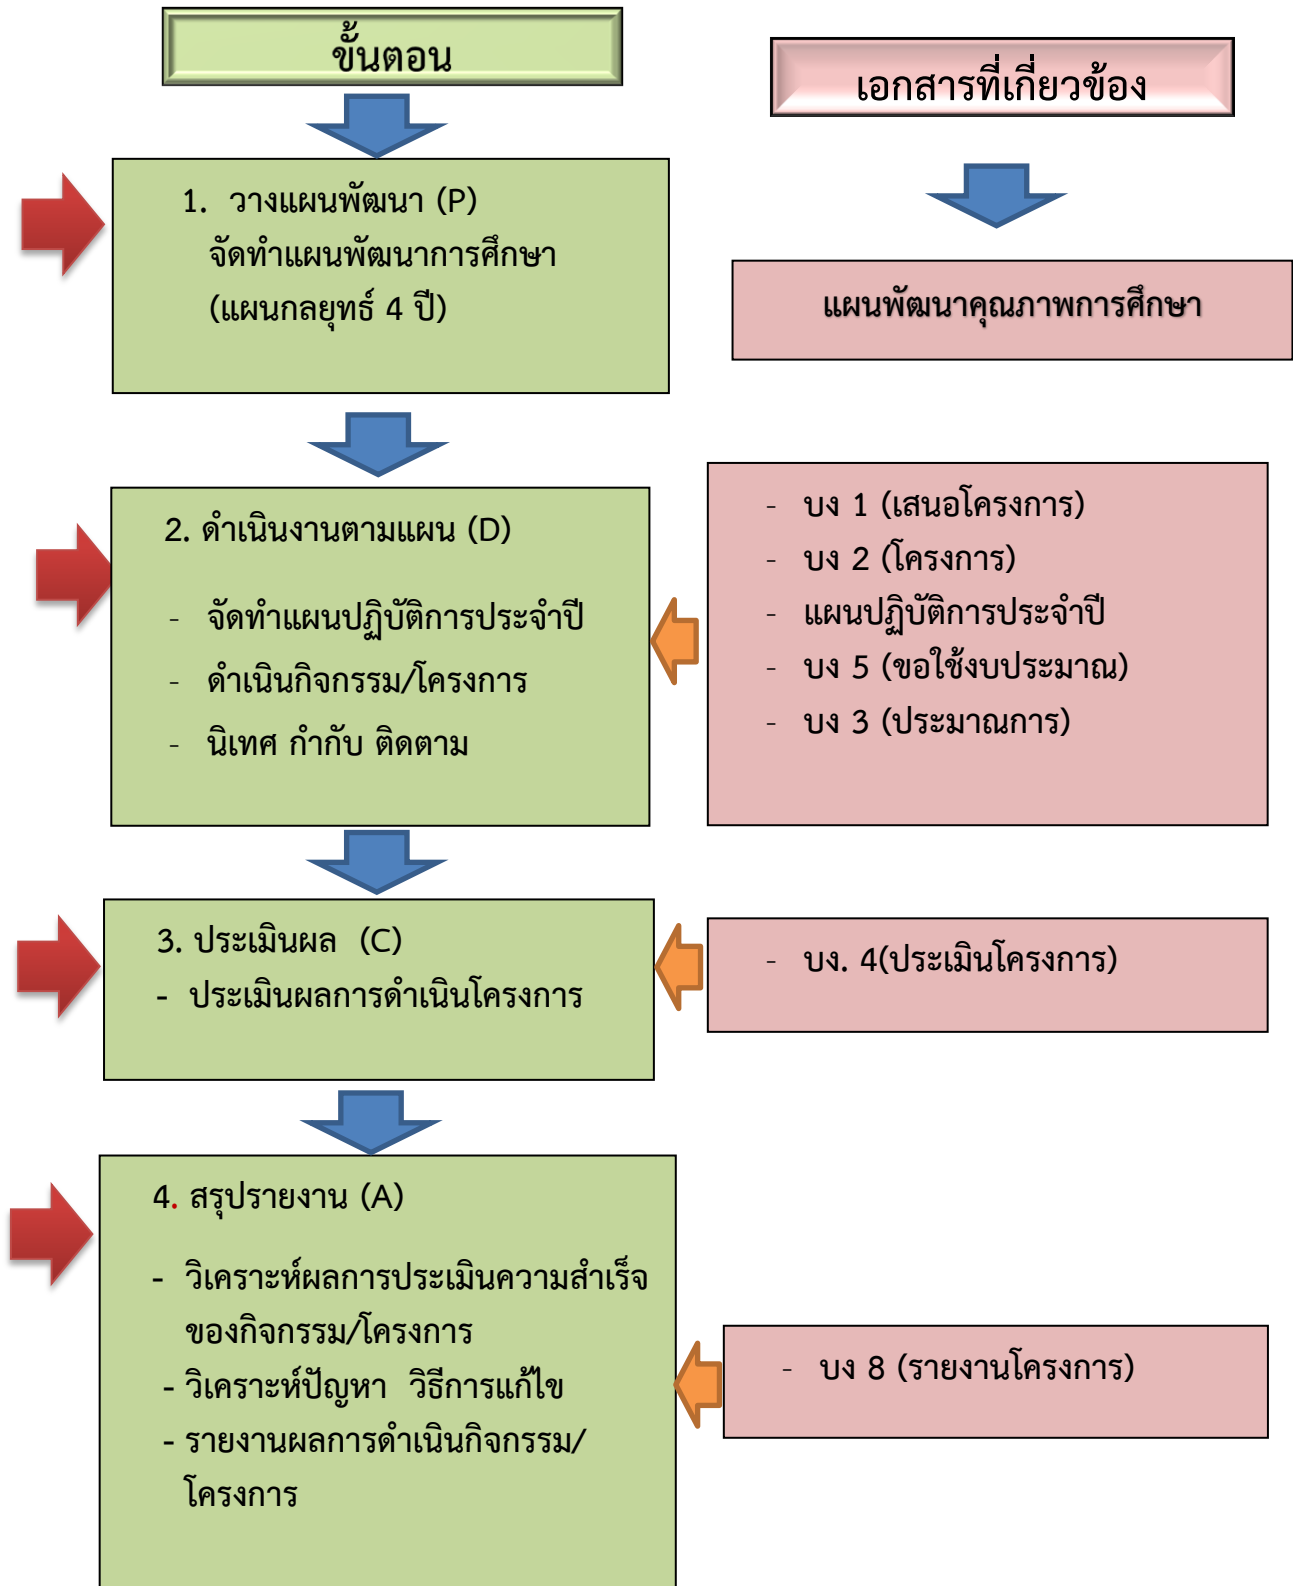 ขั้นตอน
เอกสารที่เกี่ยวข้อง
1. วางแผนพัฒนา (P)
จัดทำแผนพัฒนาการศึกษา
(แผนกลยุทธ์ 4 ปี)
แผนพัฒนาคุณภาพการศึกษา
2. ดำเนินงานตามแผน (D)
- จัดทำแผนปฏิบัติการประจำปี
- ดำเนินกิจกรรม/โครงการ
- นิเทศ กำกับ ติดตาม
- บง 1 (เสนอโครงการ)
- บง 2 (โครงการ)
- แผนปฏิบัติการประจำปี
- บง 5 (ขอใช้งบประมาณ)
- บง 3 (ประมาณการ)
3. ประเมินผล (C)
- ประเมินผลการดำเนินโครงการ
- บง. 4(ประเมินโครงการ)
4. สรุปรายงาน (A)
- วิเคราะห์ผลการประเมินความสำเร็จ
ของกิจกรรม/โครงการ
- วิเคราะห์ปัญหา วิธีการแก้ไข
- รายงานผลการดำเนินกิจกรรม/
โครงการ
- บง 8 (รายงานโครงการ)